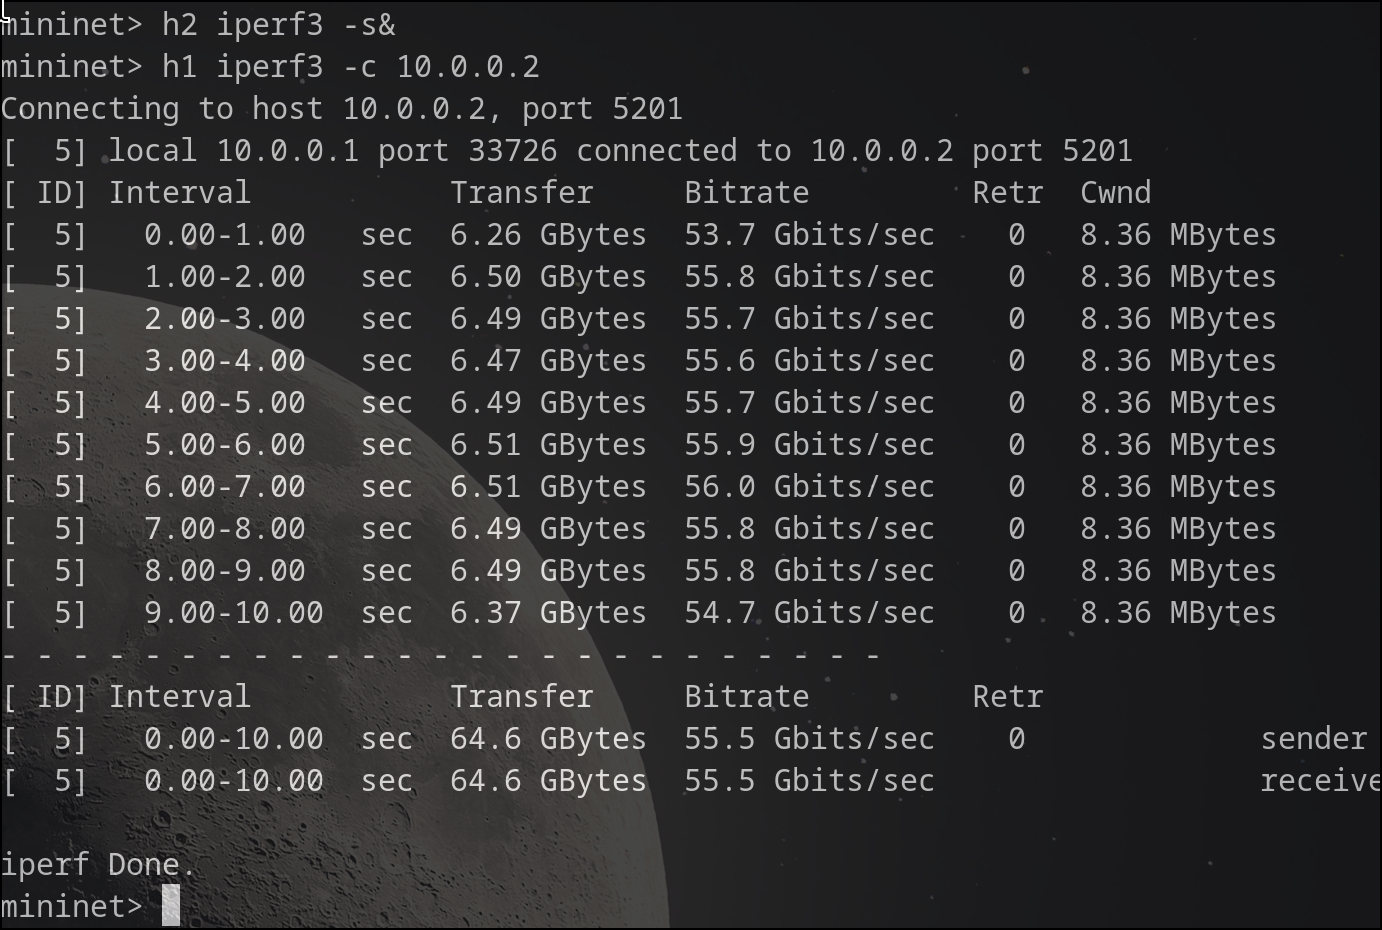 mininet> h2 iperf3 -s&
mininet> h1 iperf3 -c 10.0.0.2
Connecting to host 10.0.0.2, port 5201
[  5] local 10.0.0.1 port 33726 connected to 10.0.0.2 port 5201
[ ID] Interval           Transfer     Bitrate         Retr  Cwnd
[  5]   0.00-1.00   sec  6.26 GBytes  53.7 Gbits/sec    0   8.36 MBytes
[  5]   1.00-2.00   sec  6.50 GBytes  55.8 Gbits/sec    0   8.36 MBytes
[  5]   2.00-3.00   sec  6.49 GBytes  55.7 Gbits/sec    0   8.36 MBytes
[  5]   3.00-4.00   sec  6.47 GBytes  55.6 Gbits/sec    0   8.36 MBytes
[  5]   4.00-5.00   sec  6.49 GBytes  55.7 Gbits/sec    0   8.36 MBytes
[  5]   5.00-6.00   sec  6.51 GBytes  55.9 Gbits/sec    0   8.36 MBytes
[  5]   6.00-7.00   sec  6.51 GBytes  56.0 Gbits/sec    0   8.36 MBytes
[  5]   7.00-8.00   sec  6.49 GBytes  55.8 Gbits/sec    0   8.36 MBytes
[  5]   8.00-9.00   sec  6.49 GBytes  55.8 Gbits/sec    0   8.36 MBytes
[  5]   9.00-10.00  sec  6.37 GBytes  54.7 Gbits/sec    0   8.36 MBytes
- - - - - - - - - - - - - - - - - - - - - - - - -
[ ID] Interval           Transfer     Bitrate         Retr
[  5]   0.00-10.00  sec  64.6 GBytes  55.5 Gbits/sec    0             sender
[  5]   0.00-10.00  sec  64.6 GBytes  55.5 Gbits/sec                  receive

iperf Done.
mininet>